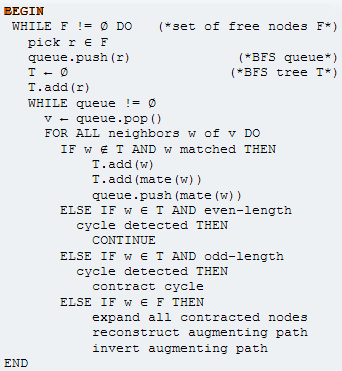 BEGIN
WHILE F != Ø DO (*set of free nodes F*)
pick r ∈ F
queue.push(r) (*BFS queue*)
T ← Ø (*BFS tree T*)
T.add(r)
WHILE queue != Ø
v ← queue.pop()
FOR ALL neighbors w of v DO
IF w ∉ T AND w matched THEN
T.add(w)
T.add(mate(w))
queue.push(mate(w))
ELSE IF w ∈ T AND even-length
cycle detected THEN
CONTINUE
ELSE IF w ∈ T AND odd-length
cycle detected THEN
contract cycle
ELSE IF w ∈ F THEN
expand all contracted nodes
reconstruct augmenting path
invert augmenting path
END